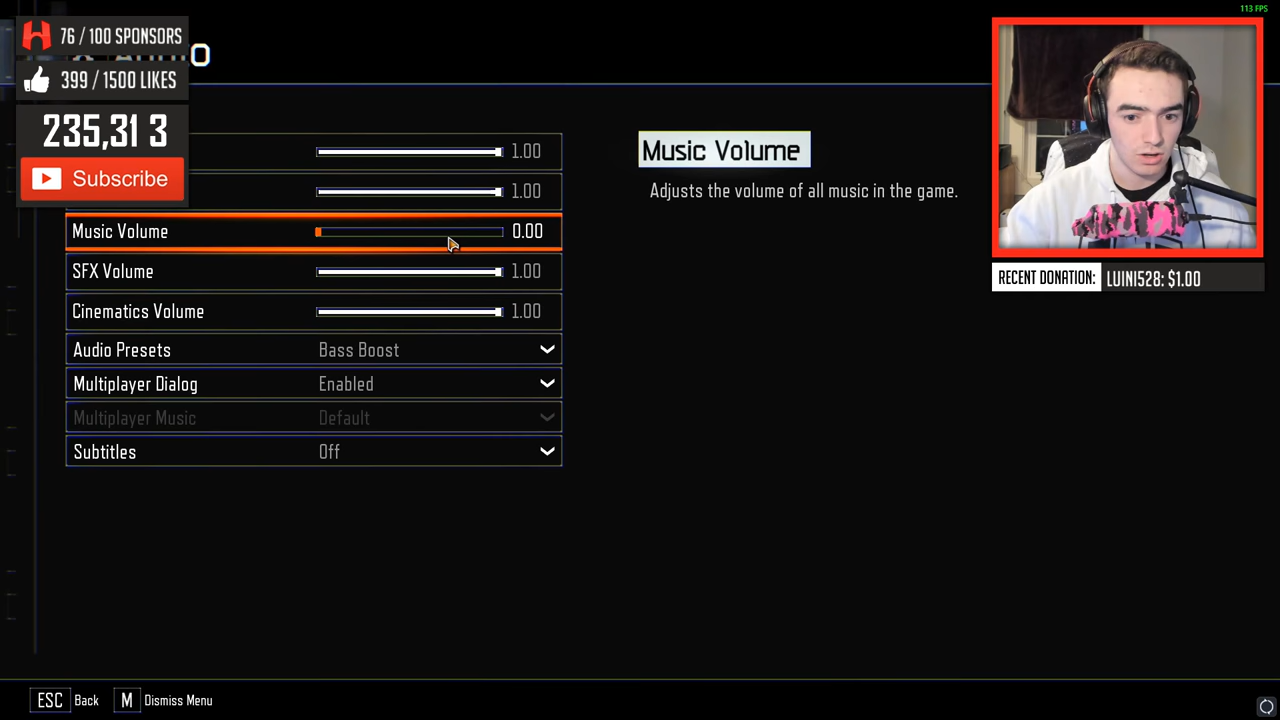 113 FPS
76 / 100 SPONSORS
399 / 1500 LIKES
235,31 3
Subscribe
1.00
1.00
Music Volume 0.00
SFX Volume 1.00
Cinematics Volume 1.00
Audio Presets Bass Boost
Multiplayer Dialog Enabled
Multiplayer Music Default
Subtitles Off
Music Volume
Adjusts the volume of all music in the game.
RECENT DONATION: LUINI528: $1.00
ESC Back M Dismiss Menu